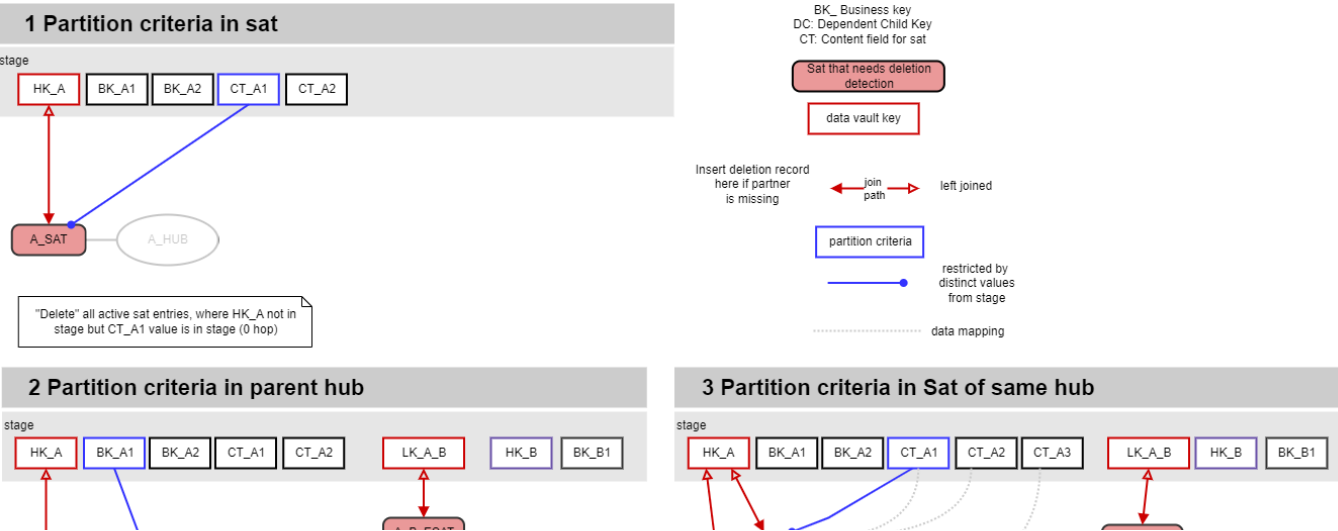 1 Partition criteria in sat
stage
HK_A
BK_A1
BK_A2
CT_A1
CT_A2
A_SAT
A_HUB
"Delete" all active sat entries, where HK_A not in
stage but CT_A1 value is in stage (0 hop)
BK_ Business key
DC: Dependent Child Key
CT: Content field for sat
Sat that needs deletion
detection
data vault key
Insert deletion record
here if partner
is missing
join
path
left joined
partition criteria
restricted by
distinct values
from stage
data mapping
2 Partition criteria in parent hub
stage
HK_A
BK_A1
BK_A2
CT_A1
CT_A2
LK_A_B
HK_B
BK_B1
3 Partition criteria in Sat of same hub
stage
HK_A
BK_A1
BK_A2
CT_A1
CT_A2
CT_A3
LK_A_B
HK_B
BK_B1